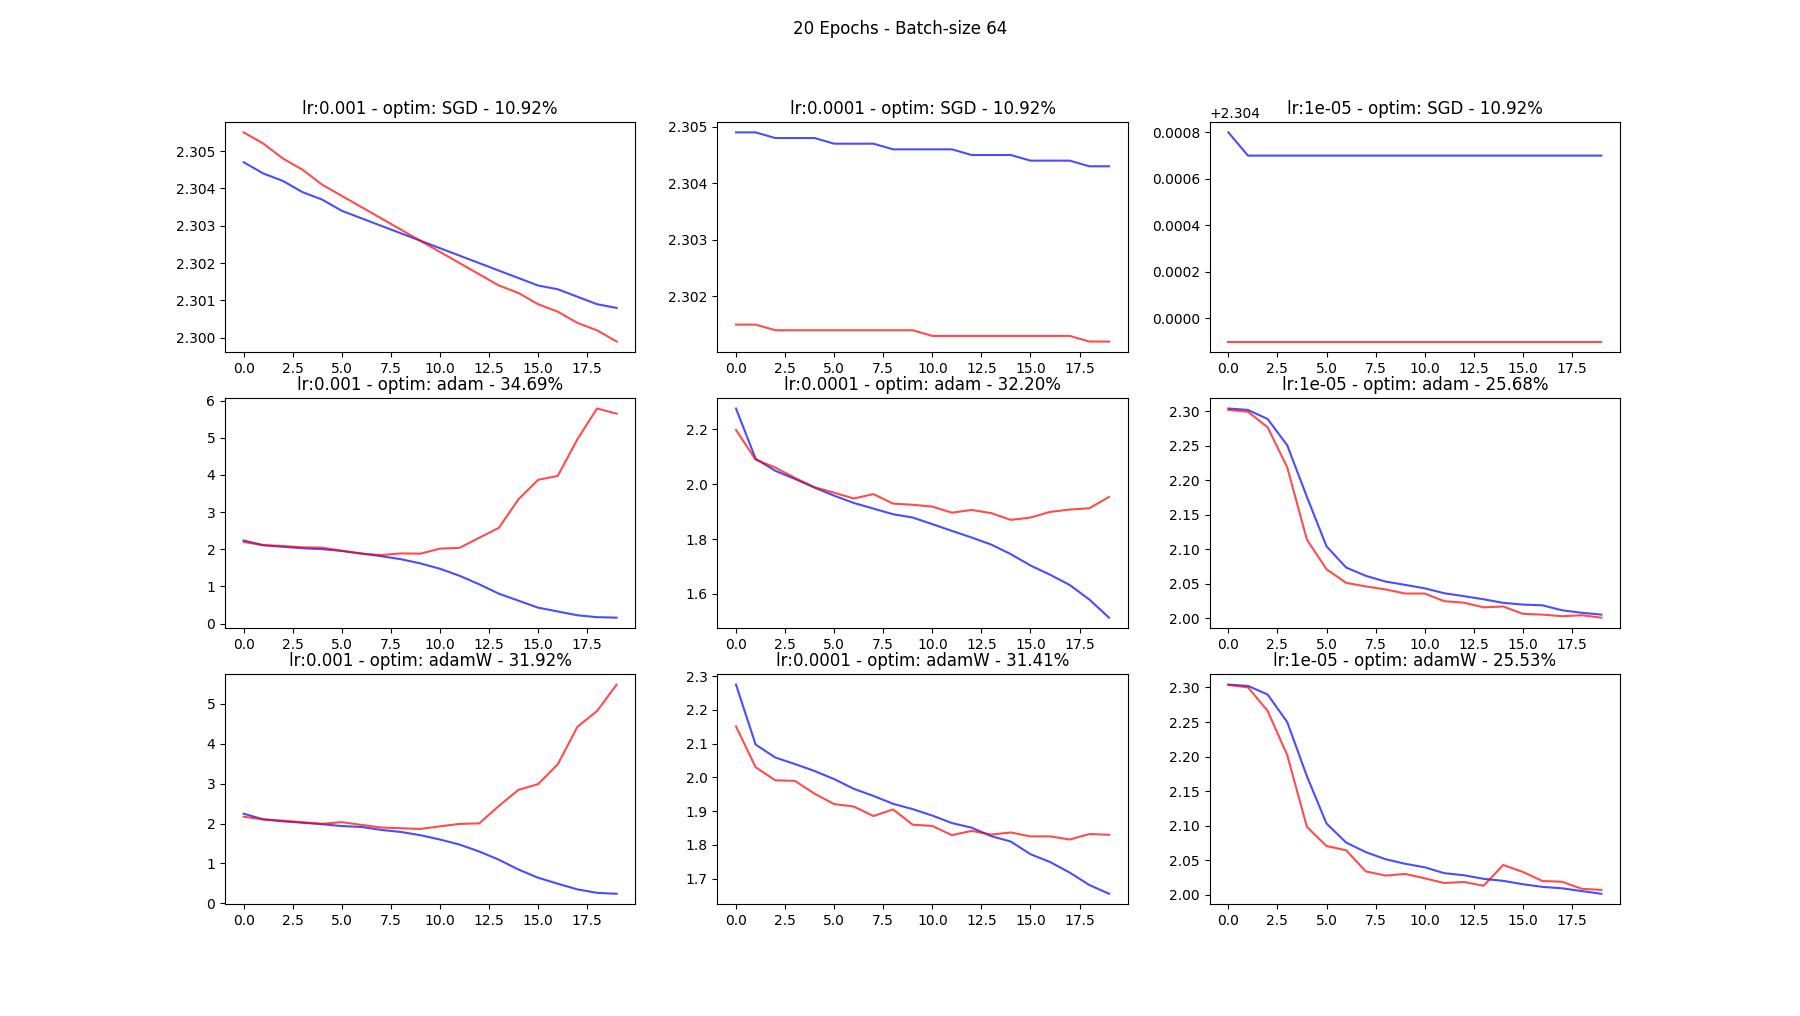 20 Epochs - Batch-size 64
lr:0.001 - optim: SGD - 10.92%
2.305
2.304
2.303
2.302
2.301
2.300
0.0 2.5 5.0 7.5 10.0 12.5 15.0 17.5
lr:0.0001 - optim: SGD - 10.92%
2.305
2.304
2.303
2.302
0.0 2.5 5.0 7.5 10.0 12.5 15.0 17.5
lr:1e-05 - optim: SGD - 10.92%
+2.304
0.0008
0.0006
0.0004
0.0002
0.0000
0.0 2.5 5.0 7.5 10.0 12.5 15.0 17.5
lr:0.001 - optim: adam - 34.69%
6
5
4
3
2
1
0
0.0 2.5 5.0 7.5 10.0 12.5 15.0 17.5
lr:0.0001 - optim: adam - 32.20%
2.2
2.0
1.8
1.6
0.0 2.5 5.0 7.5 10.0 12.5 15.0 17.5
lr:1e-05 - optim: adam - 25.68%
2.30
2.25
2.20
2.15
2.10
2.05
2.00
0.0 2.5 5.0 7.5 10.0 12.5 15.0 17.5
lr:0.001 - optim: adamW - 31.92%
5
4
3
2
1
0
0.0 2.5 5.0 7.5 10.0 12.5 15.0 17.5
lr:0.0001 - optim: adamW - 31.41%
2.3
2.2
2.1
2.0
1.9
1.8
1.7
0.0 2.5 5.0 7.5 10.0 12.5 15.0 17.5
lr:1e-05 - optim: adamW - 25.53%
2.30
2.25
2.20
2.15
2.10
2.05
2.00
0.0 2.5 5.0 7.5 10.0 12.5 15.0 17.5